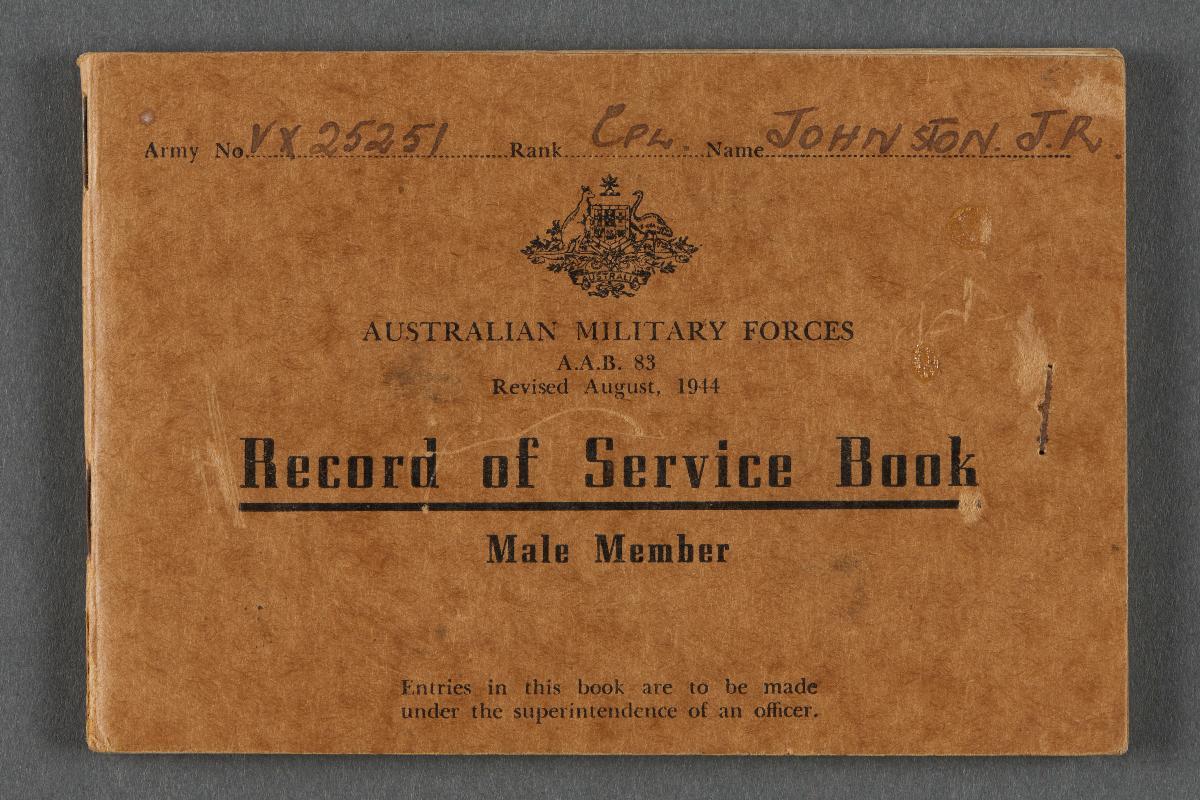 Army No. VX 25251 Rank CPL. Name JOHNSTON. J.R.
AUSTRALIA
AUSTRALIAN MILITARY FORCES
A.A.B. 83
Revised August, 1944
Record of Service Book
Male Member
Entries in this book are to be made
under the superintendence of an officer.